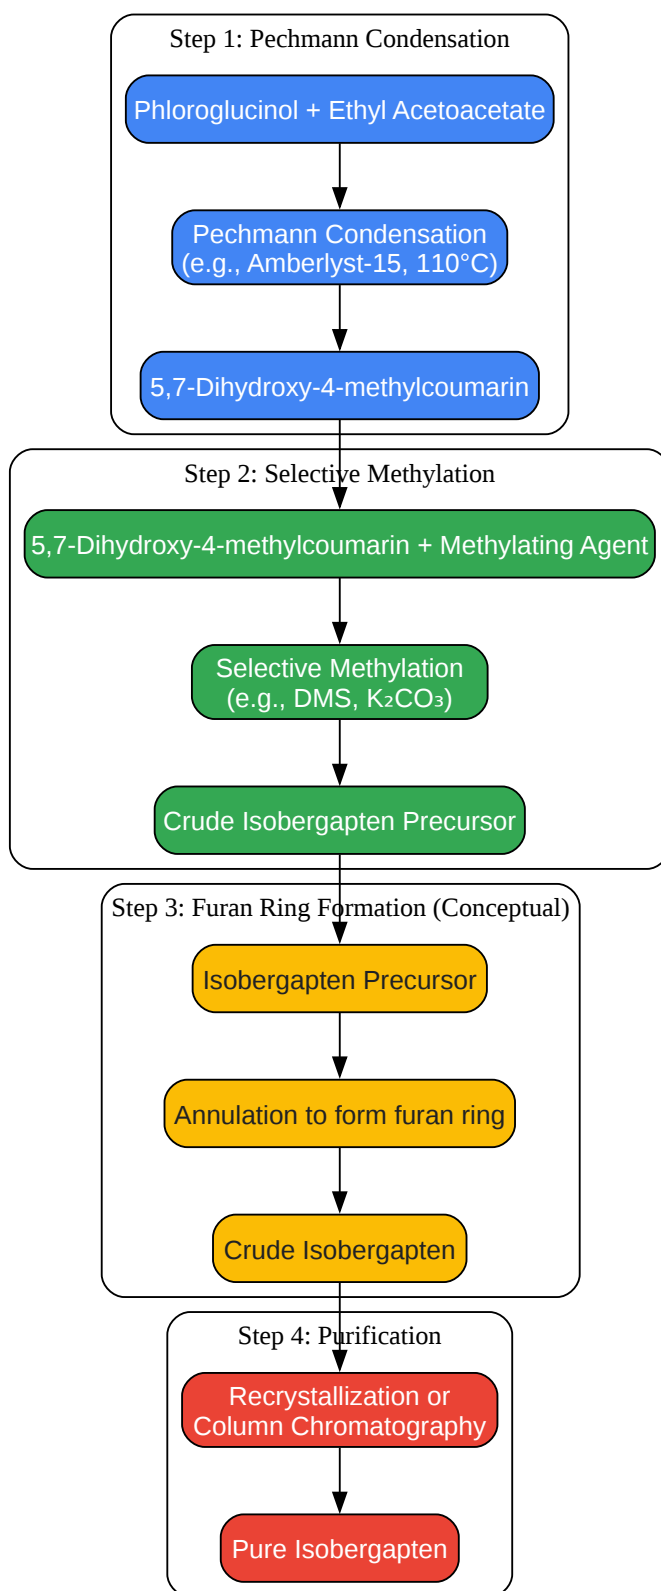 Step 1: Pechmann Condensation
Phloroglucinol + Ethyl Acetoacetate
Pechmann Condensation
(e.g., Amberlyst-15, 110°C)
5,7-Dihydroxy-4-methylcoumarin
Step 2: Selective Methylation
5,7-Dihydroxy-4-methylcoumarin + Methylating Agent
Selective Methylation
(e.g., DMS, K₂CO₃)
Crude Isobergapten Precursor
Step 3: Furan Ring Formation (Conceptual)
Isobergapten Precursor
Annulation to form furan ring
Crude Isobergapten
Step 4: Purification
Recrystallization or
Column Chromatography
Pure Isobergapten